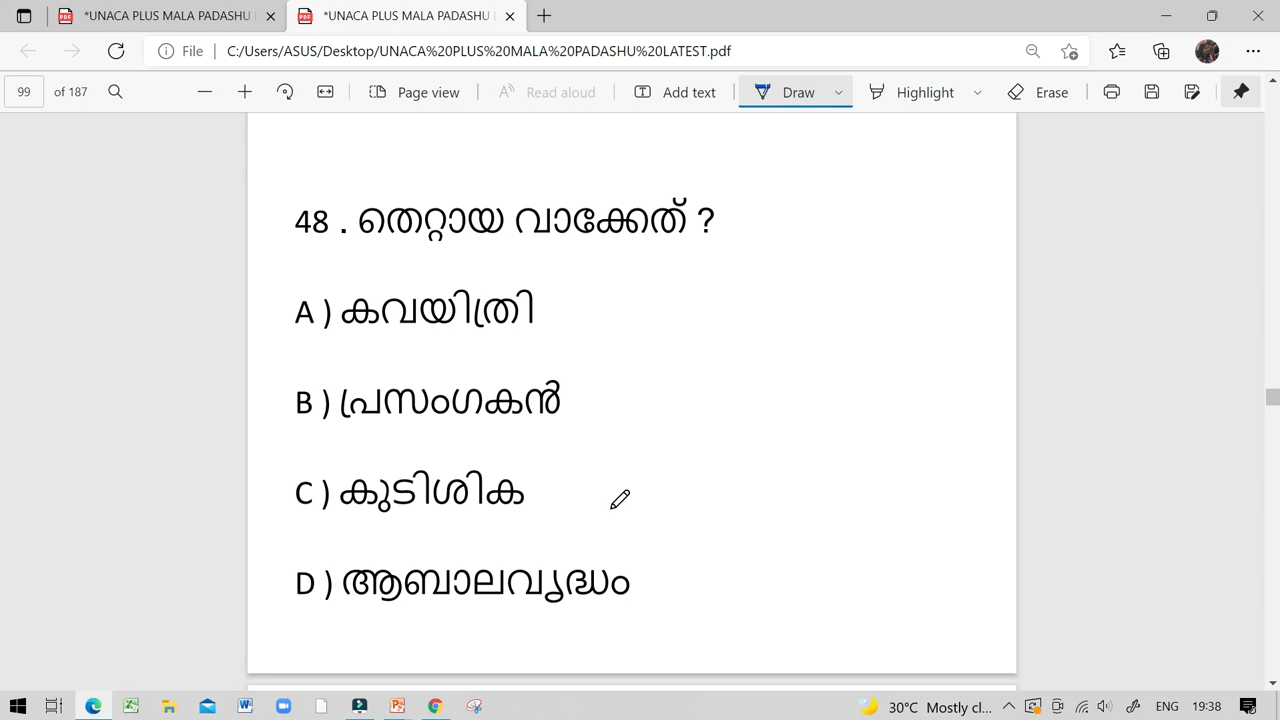 *UNACA PLUS MALA PADASHU
*UNACA PLUS MALA PADASHU
File C:/Users/ASUS/Desktop/UNACA%20PLUS%20MALA%20PADASHU%20LATEST.pdf
99 of 187 Page view Read aloud Add text Draw Highlight Erase
48 . തെറ്റായ വാക്കേത് ?
A ) കവയിത്രി
B ) പ്രസംഗകൻ
C ) കുടിശിക
D ) ആബാലവൃദ്ധം
30°C Mostly cl... ENG 19:38